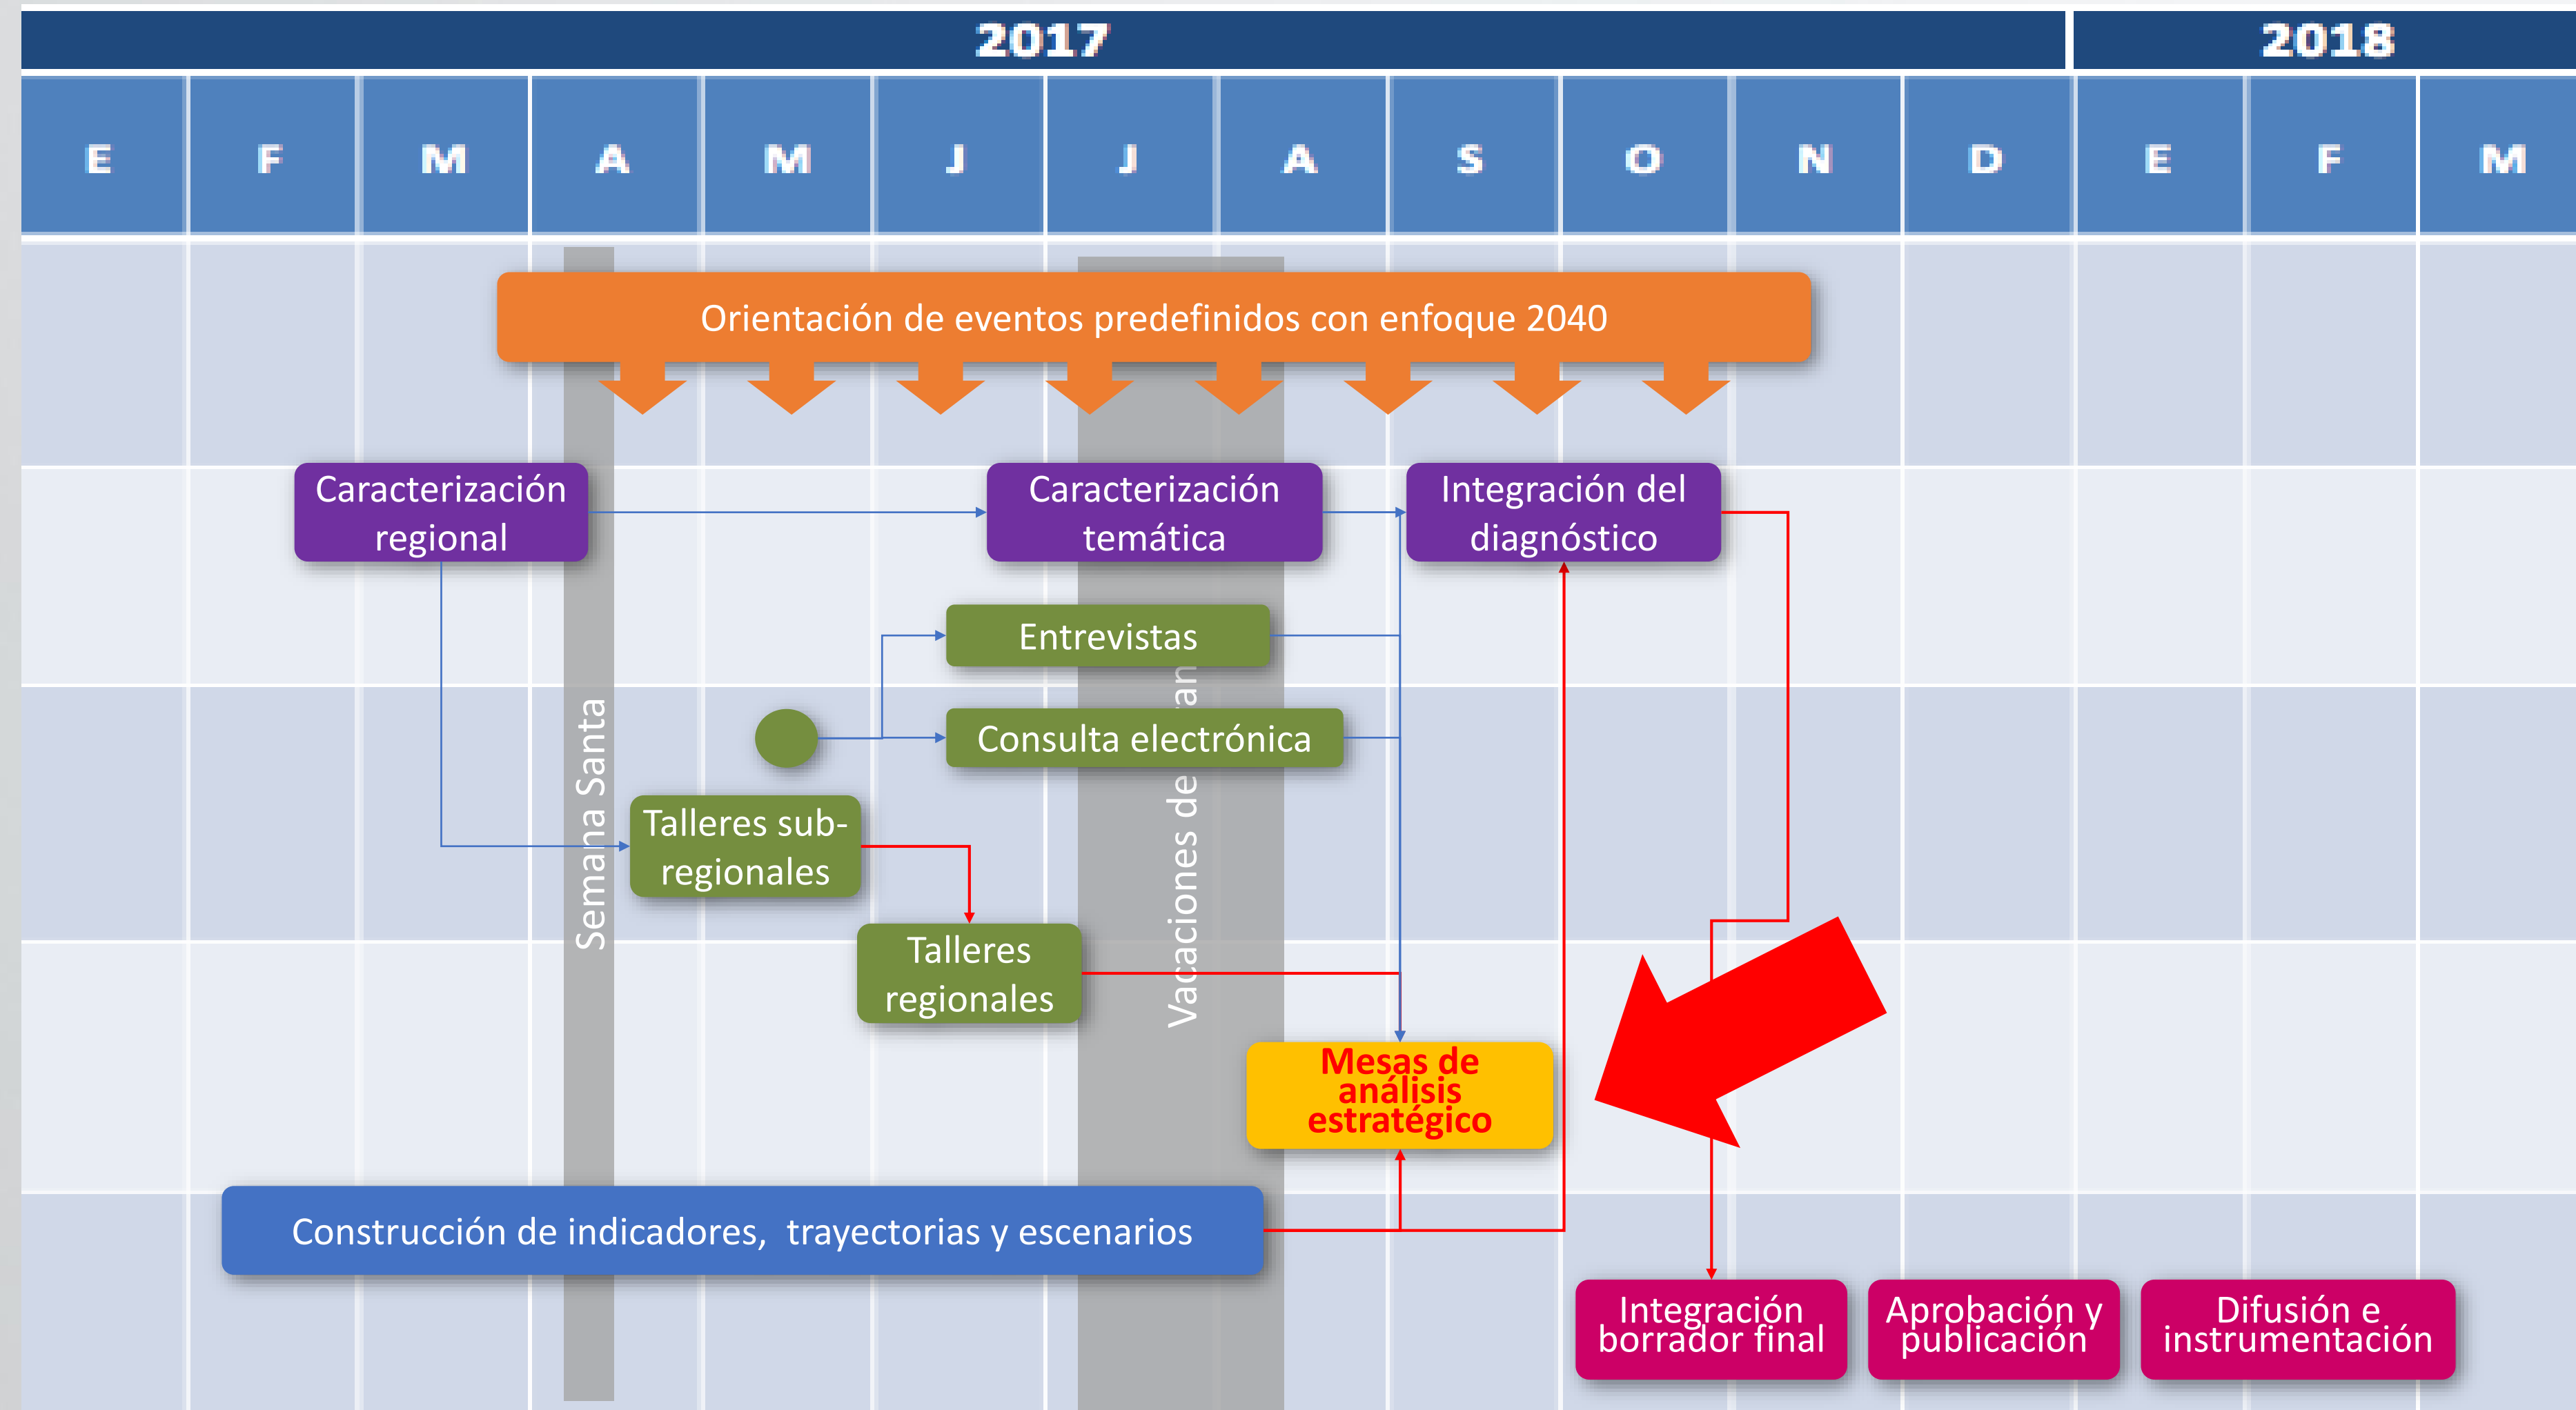 2017
2018
E F M A M J J A S O N D E F M
Orientación de eventos predefinidos con enfoque 2040
Caracterización
regional
Caracterización
temática
Integración del
diagnóstico
Entrevistas
Consulta electrónica
Semana Santa
Vacaciones de
Talleres sub-
regionales
Talleres
regionales
Mesas de
análisis
estratégico
Construcción de indicadores,  trayectorias y escenarios
Integración
borrador final
Aprobación y
publicación
Difusión e
instrumentación